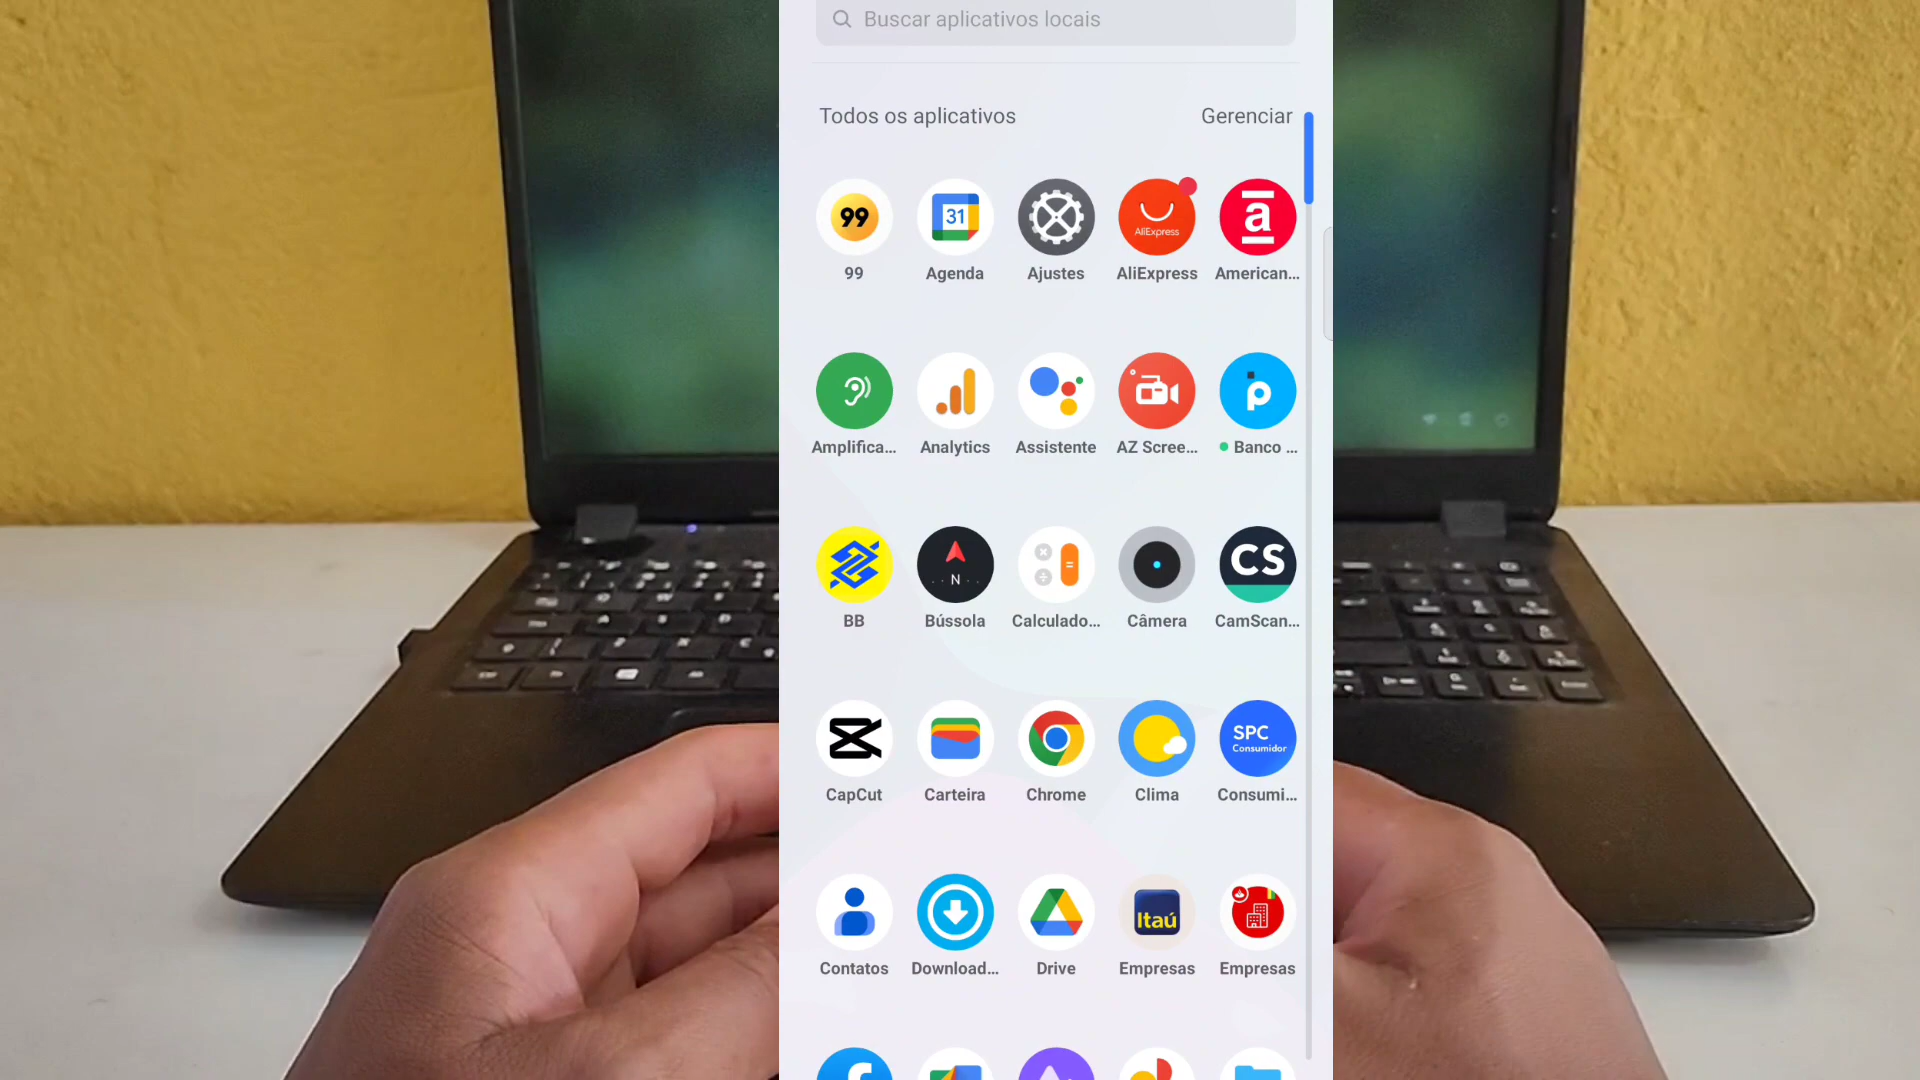 Buscar aplicativos locais
Todos os aplicativos Gerenciar
99 31 AliExpress a
99 Agenda Ajustes AliExpress American...
Amplifica... Analytics Assistente AZ Scree... Banco ...
N CS
BB Bússola Calculado... Câmera CamScan...
SPC
Consumidor
CapCut Carteira Chrome Clima Consumi...
Itaú
Contatos Download... Drive Empresas Empresas